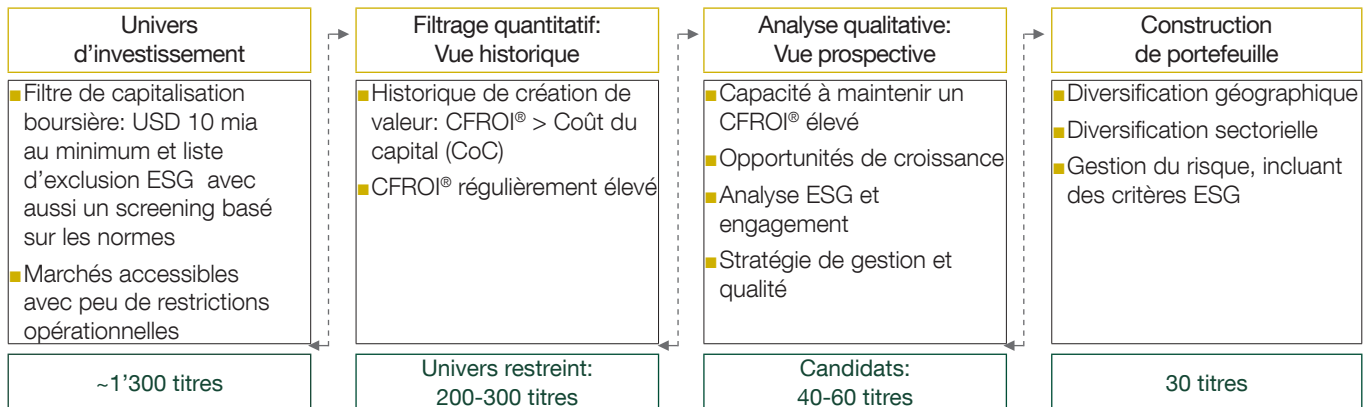 Univers
d’investissement
■Filtre de capitalisation
boursière: USD 10 mia
au minimum et liste
d’exclusion ESG avec
aussi un screening basé
sur les normes
■Marchés accessibles
avec peu de restrictions
opérationnelles
~1’300 titres
Filtrage quantitatif:
Vue historique
■Historique de création de
valeur: CFROI® > Coût du
capital (CoC)
■CFROI® régulièrement élevé
Univers restreint:
200-300 titres
Analyse qualitative:
Vue prospective
■Capacité à maintenir un
CFROI® élevé
■Opportunités de croissance
■Analyse ESG et
engagement
■Stratégie de gestion et
qualité
Candidats:
40-60 titres
Construction
de portefeuille
■Diversification géographique
■Diversification sectorielle
■Gestion du risque, incluant
des critères ESG
30 titres